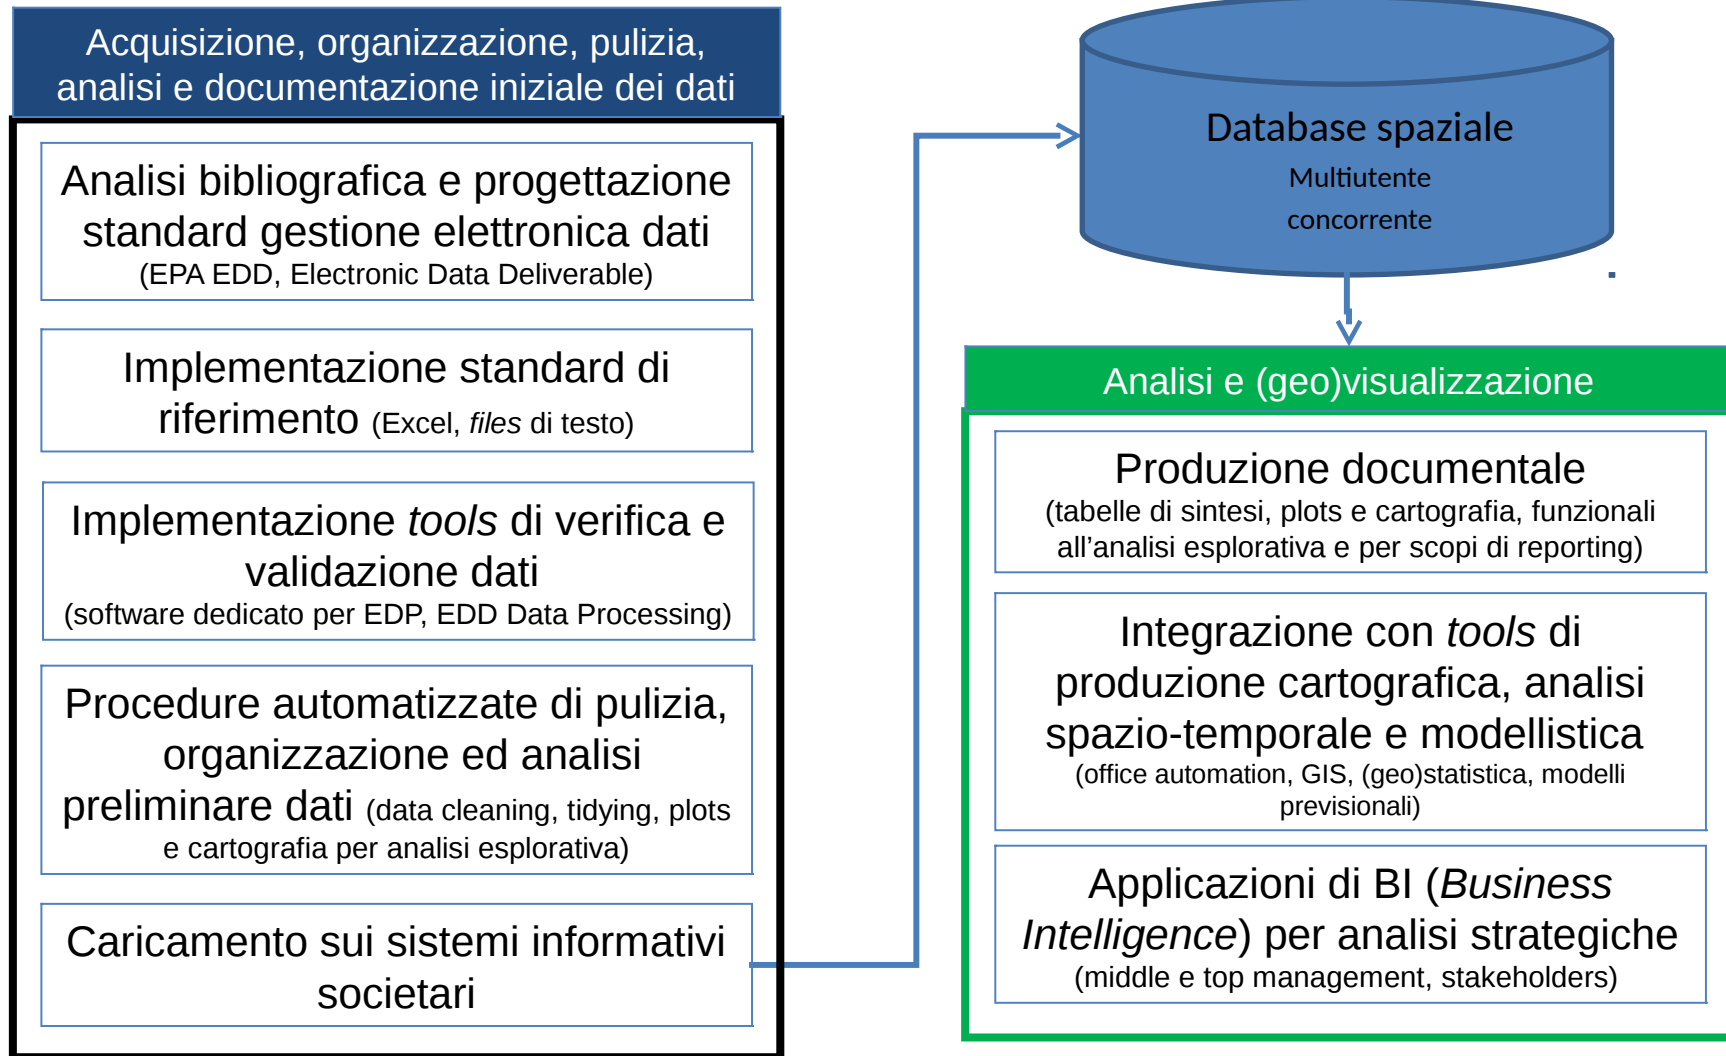 Acquisizione, organizzazione, pulizia,
analisi e documentazione iniziale dei dati
Analisi bibliografica e progettazione
standard gestione elettronica dati
(EPA EDD, Electronic Data Deliverable)
Implementazione standard di
riferimento (Excel, files di testo)
Implementazione tools di verifica e
validazione dati
(software dedicato per EDP, EDD Data Processing)
Procedure automatizzate di pulizia,
organizzazione ed analisi
preliminare dati (data cleaning, tidying, plots
e cartografia per analisi esplorativa)
Caricamento sui sistemi informativi
societari
Database spaziale
Multiutente
concorrente
Analisi e (geo)visualizzazione
Produzione documentale
(tabelle di sintesi, plots e cartografia, funzionali
all’analisi esplorativa e per scopi di reporting)
Integrazione con tools di
produzione cartografica, analisi
spazio-temporale e modellistica
(office automation, GIS, (geo)statistica, modelli
previsionali)
Applicazioni di BI (Business
Intelligence) per analisi strategiche
(middle e top management, stakeholders)